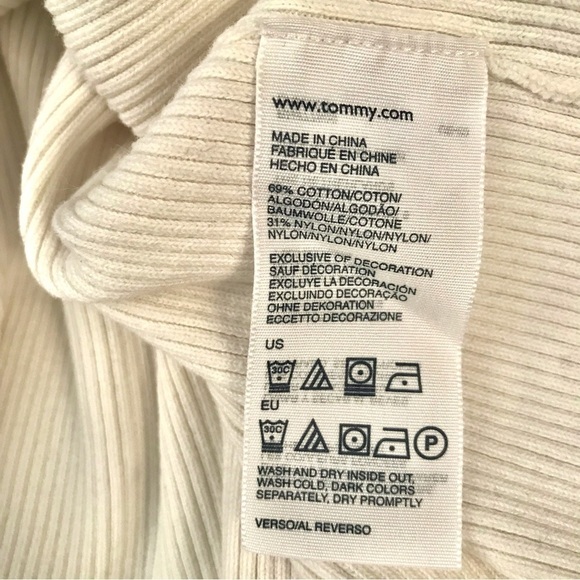 www.tommy.com
MADE IN CHINA
FABRIQUÉ EN CHINE
HECHO EN CHINA
69% COTTON/COTON/
ALGODÓN/ALGODÃO/
BAUMWOLLE/COTONE
31% NYLON/NYLON/NYLON/
NYLON/NYLON/NYLON
EXCLUSIVE OF DECORATION
SAUF DÉCORATION
EXCLUYE LA DECORACIÓN
EXCLUINDO DECORAÇÃO
OHNE DEKORATION
ECCETTO DECORAZIONE
US
30C
EU
30C P
WASH AND DRY INSIDE OUT,
WASH COLD, DARK COLORS
SEPARATELY, DRY PROMPTLY
VERSO/AL REVERSO